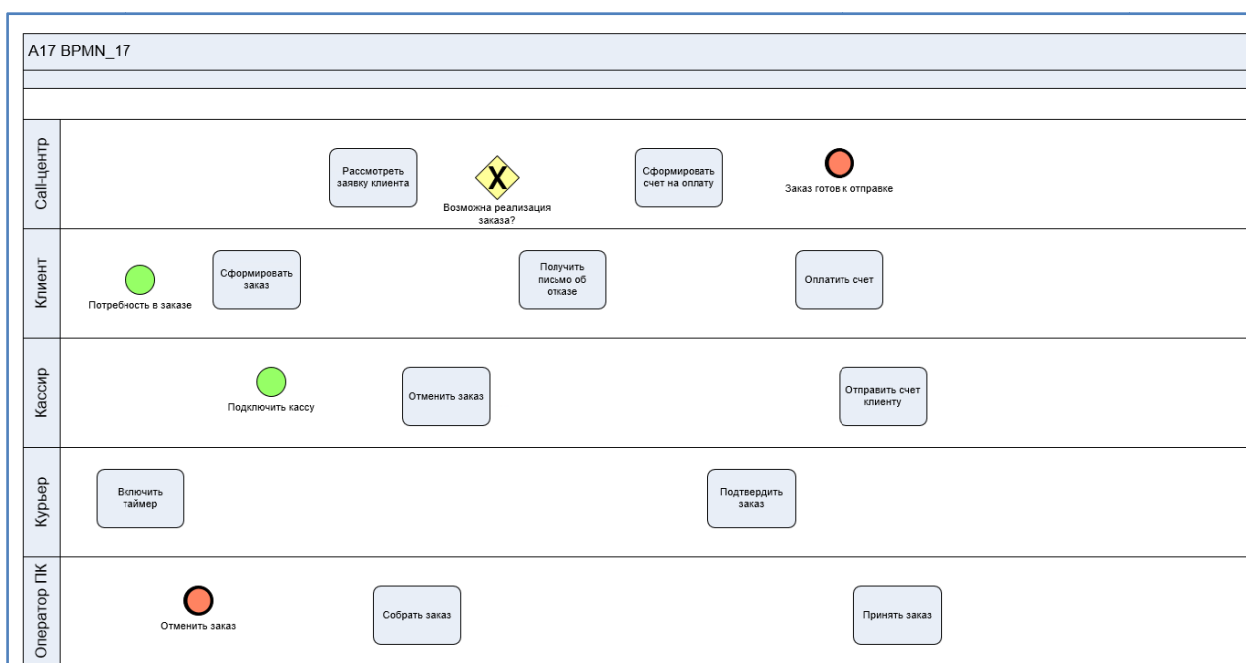 A17 BPMN_17
Call-центр
Рассмотреть
заявку клиента
Возможна реализация
заказа?
Сформировать
счет на оплату
Заказ готов к отправке
Клиент
Потребность в заказе
Сформировать
заказ
Получить
письмо об
отказе
Оплатить счет
Кассир
Подключить кассу
Отменить заказ
Отправить счет
клиенту
Курьер
Включить
таймер
Подтвердить
заказ
Оператор ПК
Отменить заказ
Собрать заказ
Принять заказ